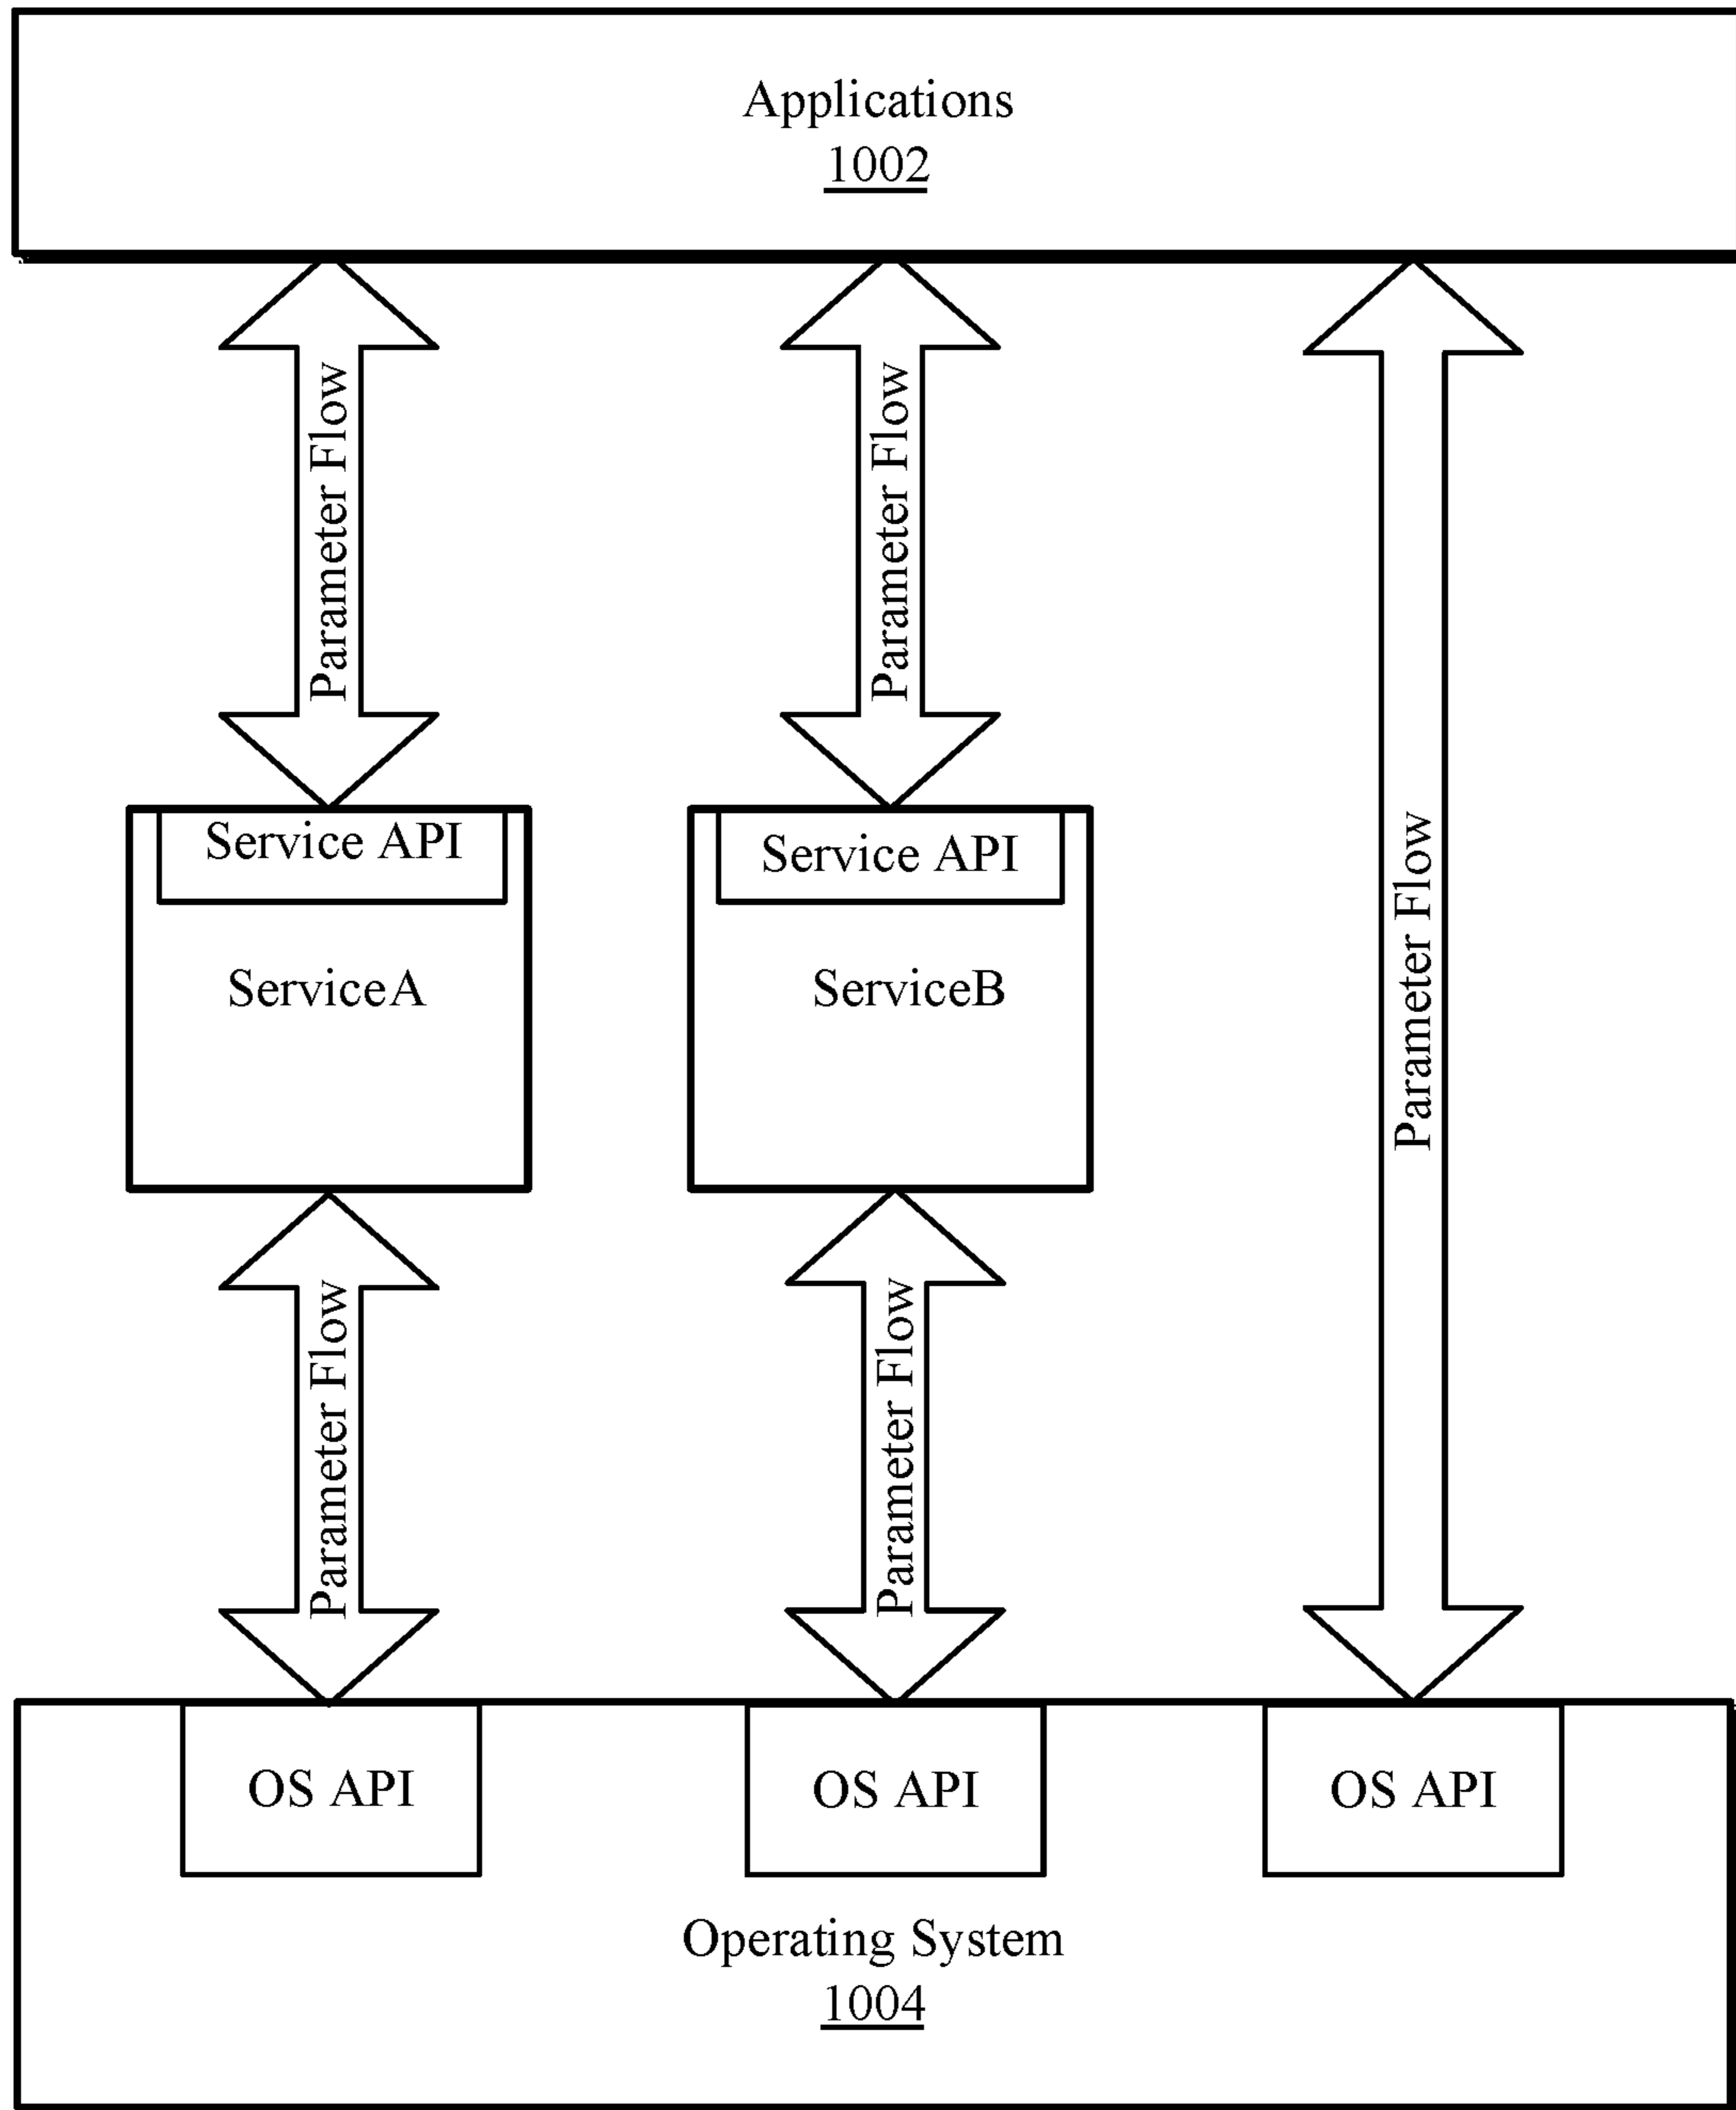 Applications
1002
Parameter Flow
Parameter Flow
Parameter Flow
Service API
Service API
ServiceA
ServiceB
Parameter Flow
Parameter Flow
OS API
OS API
OS API
Operating System
1004